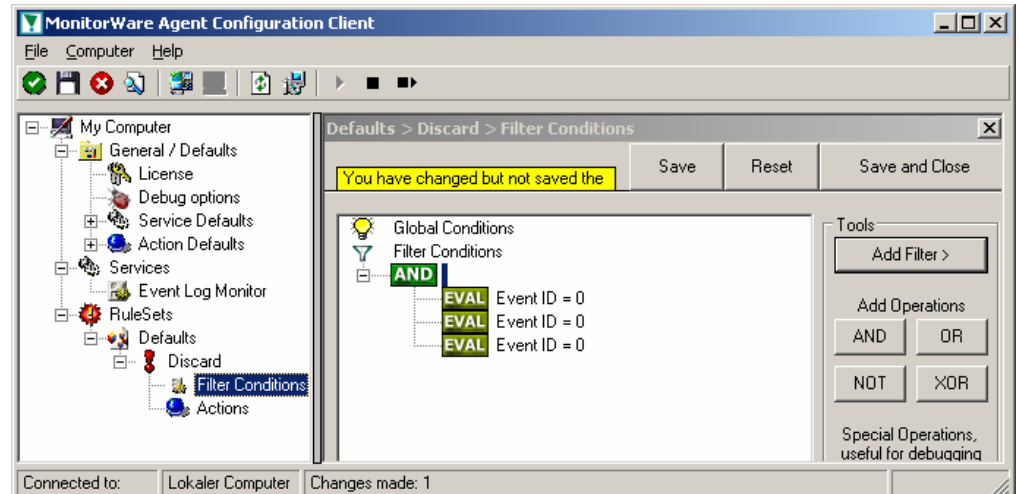 MonitorWare Agent Configuration Client
File Computer Help
My Computer
General / Defaults
License
Debug options
Service Defaults
Action Defaults
Services
Event Log Monitor
RuleSets
Defaults
Discard
Filter Conditions
Actions
Defaults > Discard > Filter Conditions
You have changed but not saved the
Save
Reset
Save and Close
Global Conditions
Filter Conditions
AND
EVAL Event ID = 0
EVAL Event ID = 0
EVAL Event ID = 0
Tools
Add Filter >
Add Operations
AND OR
NOT XOR
Special Operations,
useful for debugging
Connected to: Lokaler Computer Changes made: 1